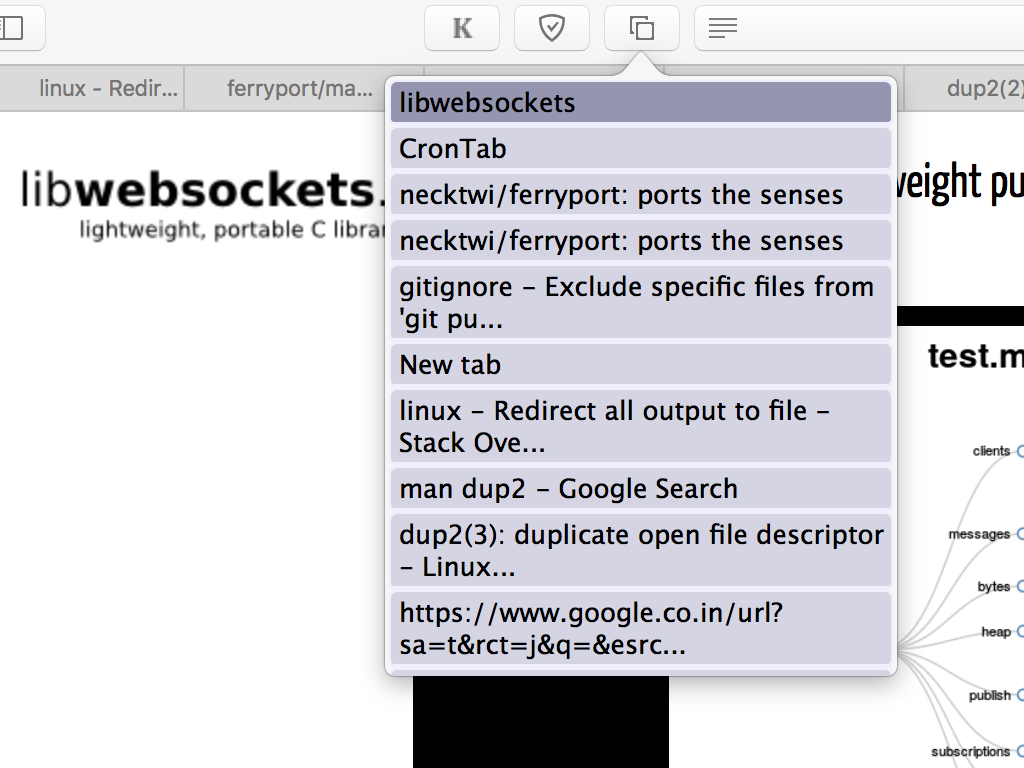 K
linux - Redir...
ferryport/ma...
dup2(2)
libwebsockets
CronTab
necktwi/ferryport: ports the senses
necktwi/ferryport: ports the senses
gitignore – Exclude specific files from
'git pu...
New tab
linux – Redirect all output to file –
Stack Ove...
man dup2 – Google Search
dup2(3): duplicate open file descriptor
– Linux...
https://www.google.co.in/url?
sa=t&rct=j&q=&esrc...
libwebsockets.
lightweight, portable C librar
weight pu
test.m
clients
messages
bytes
heap
publish
subscriptions